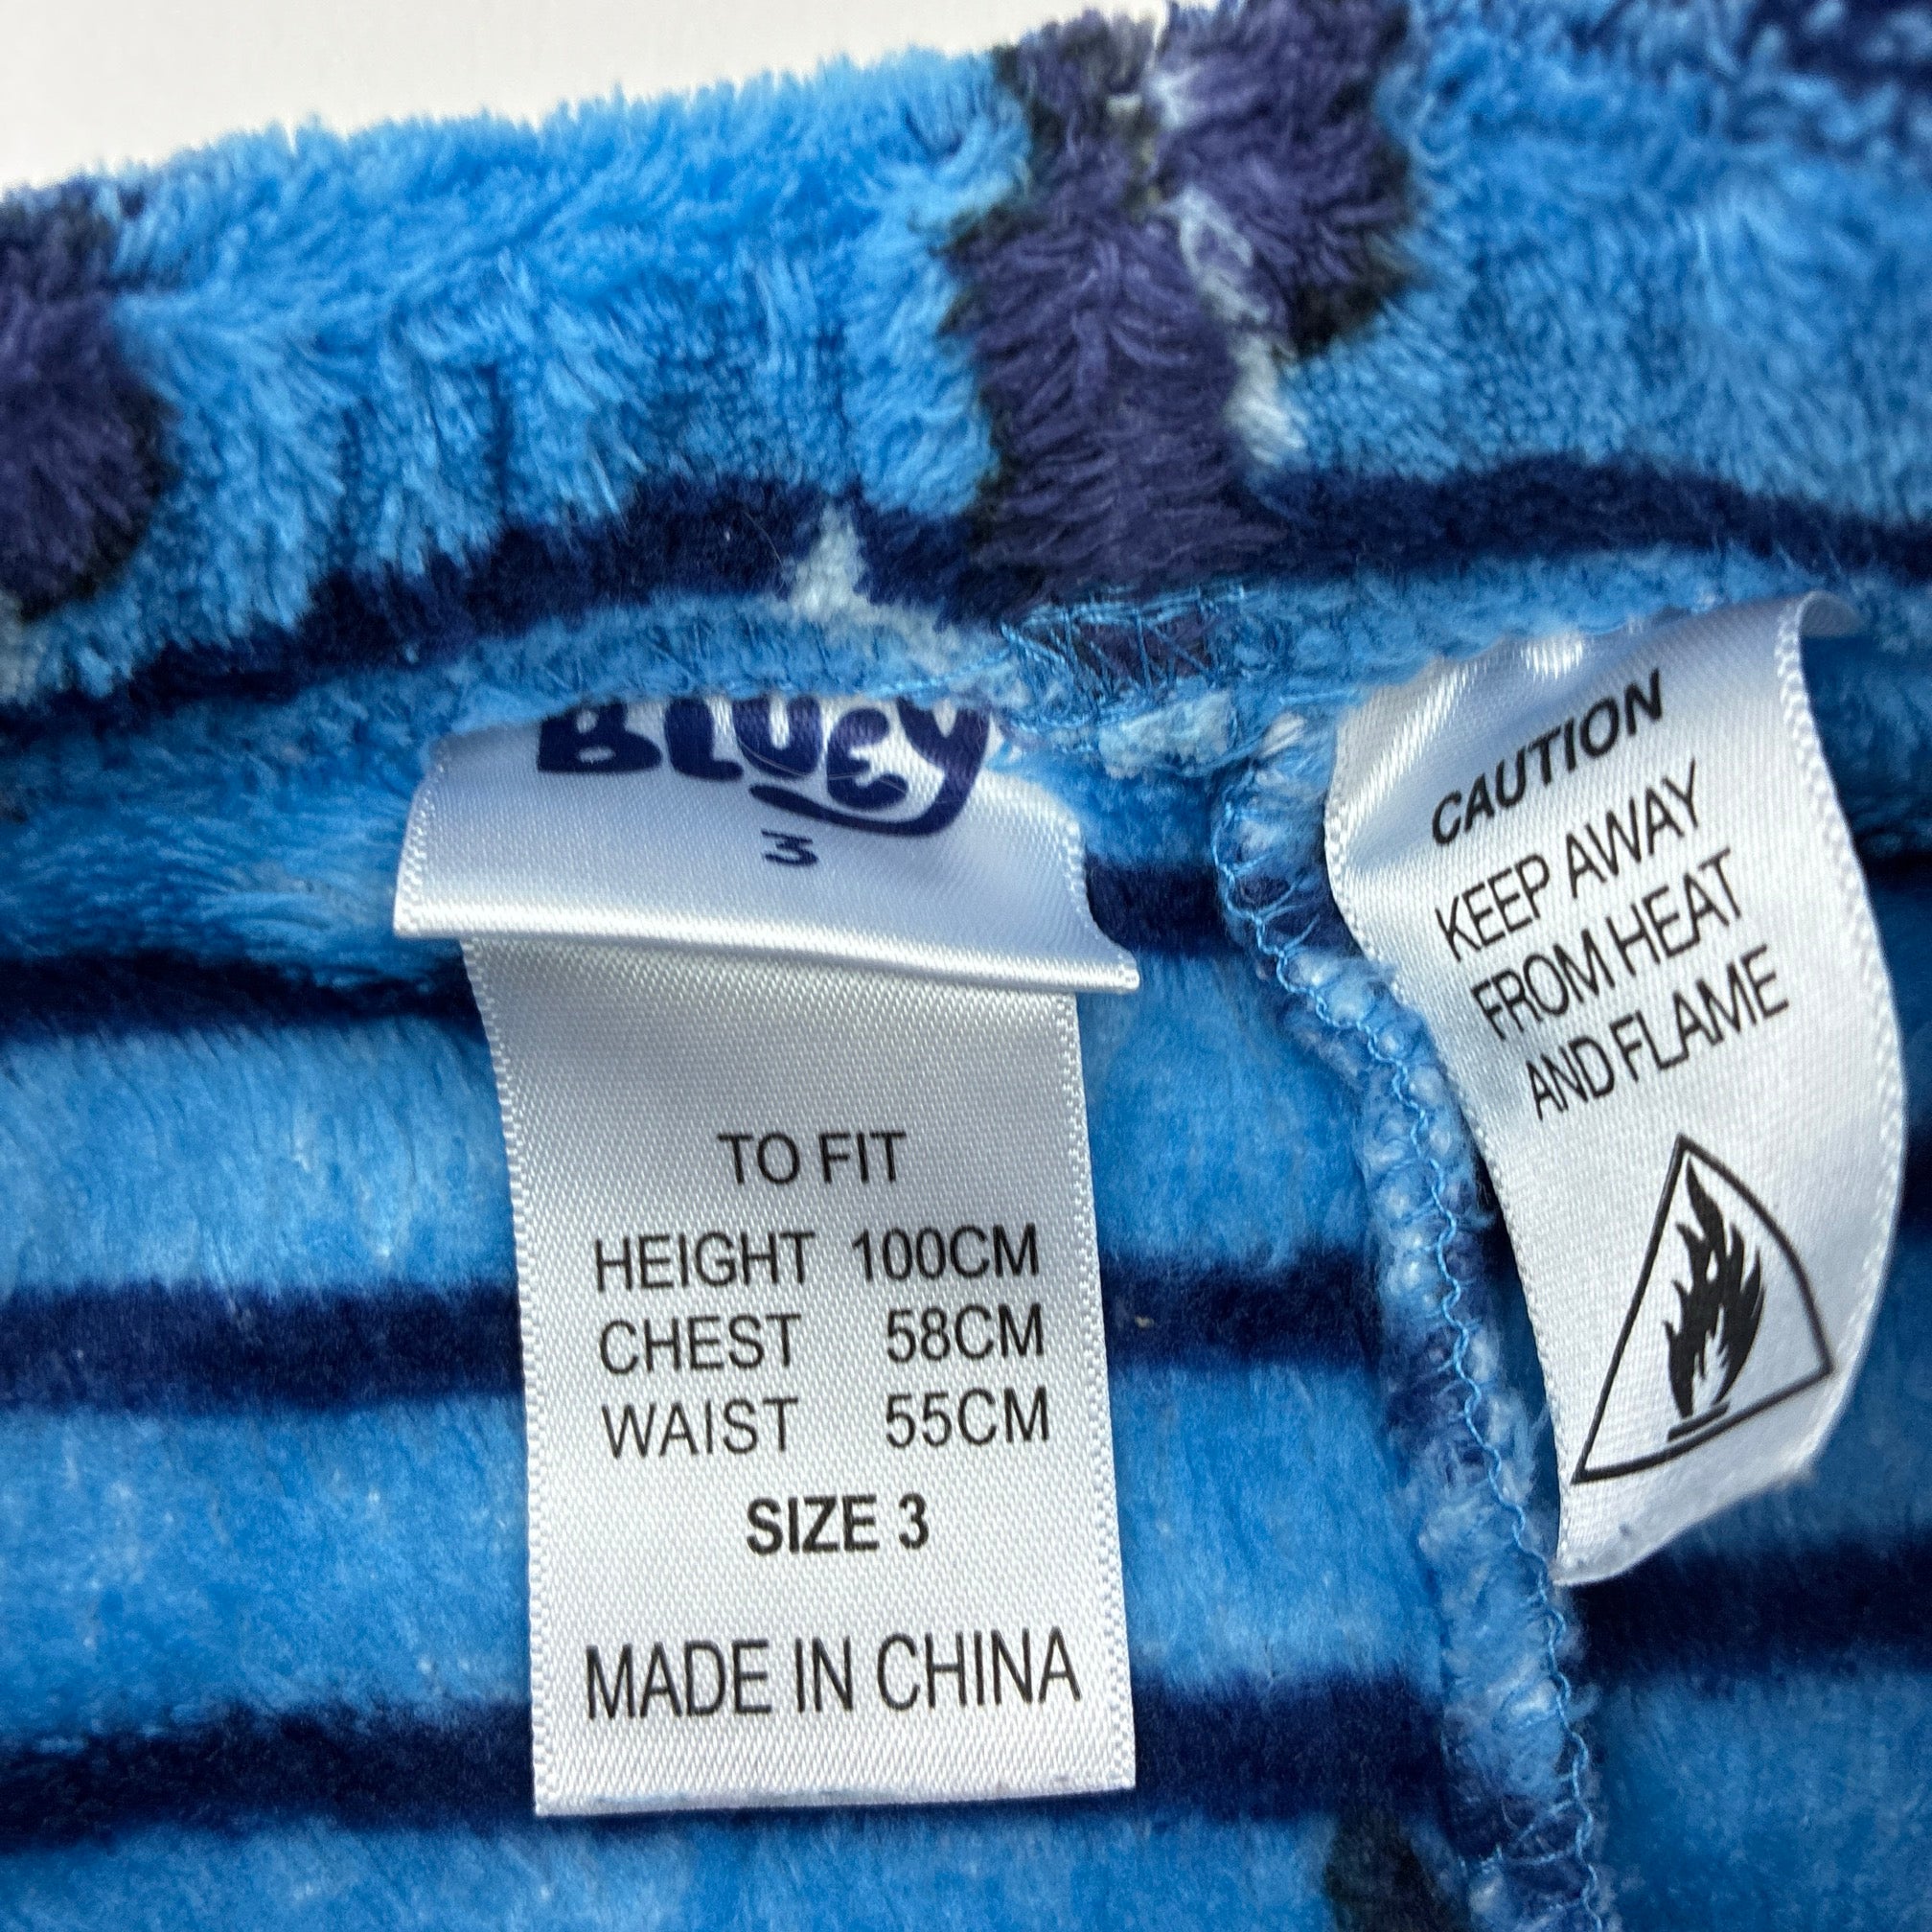 BLUEY
3
TO FIT
HEIGHT 100CM
CHEST 58CM
WAIST 55CM
SIZE 3
MADE IN CHINA
CAUTION
KEEP AWAY
FROM HEAT
AND FLAME